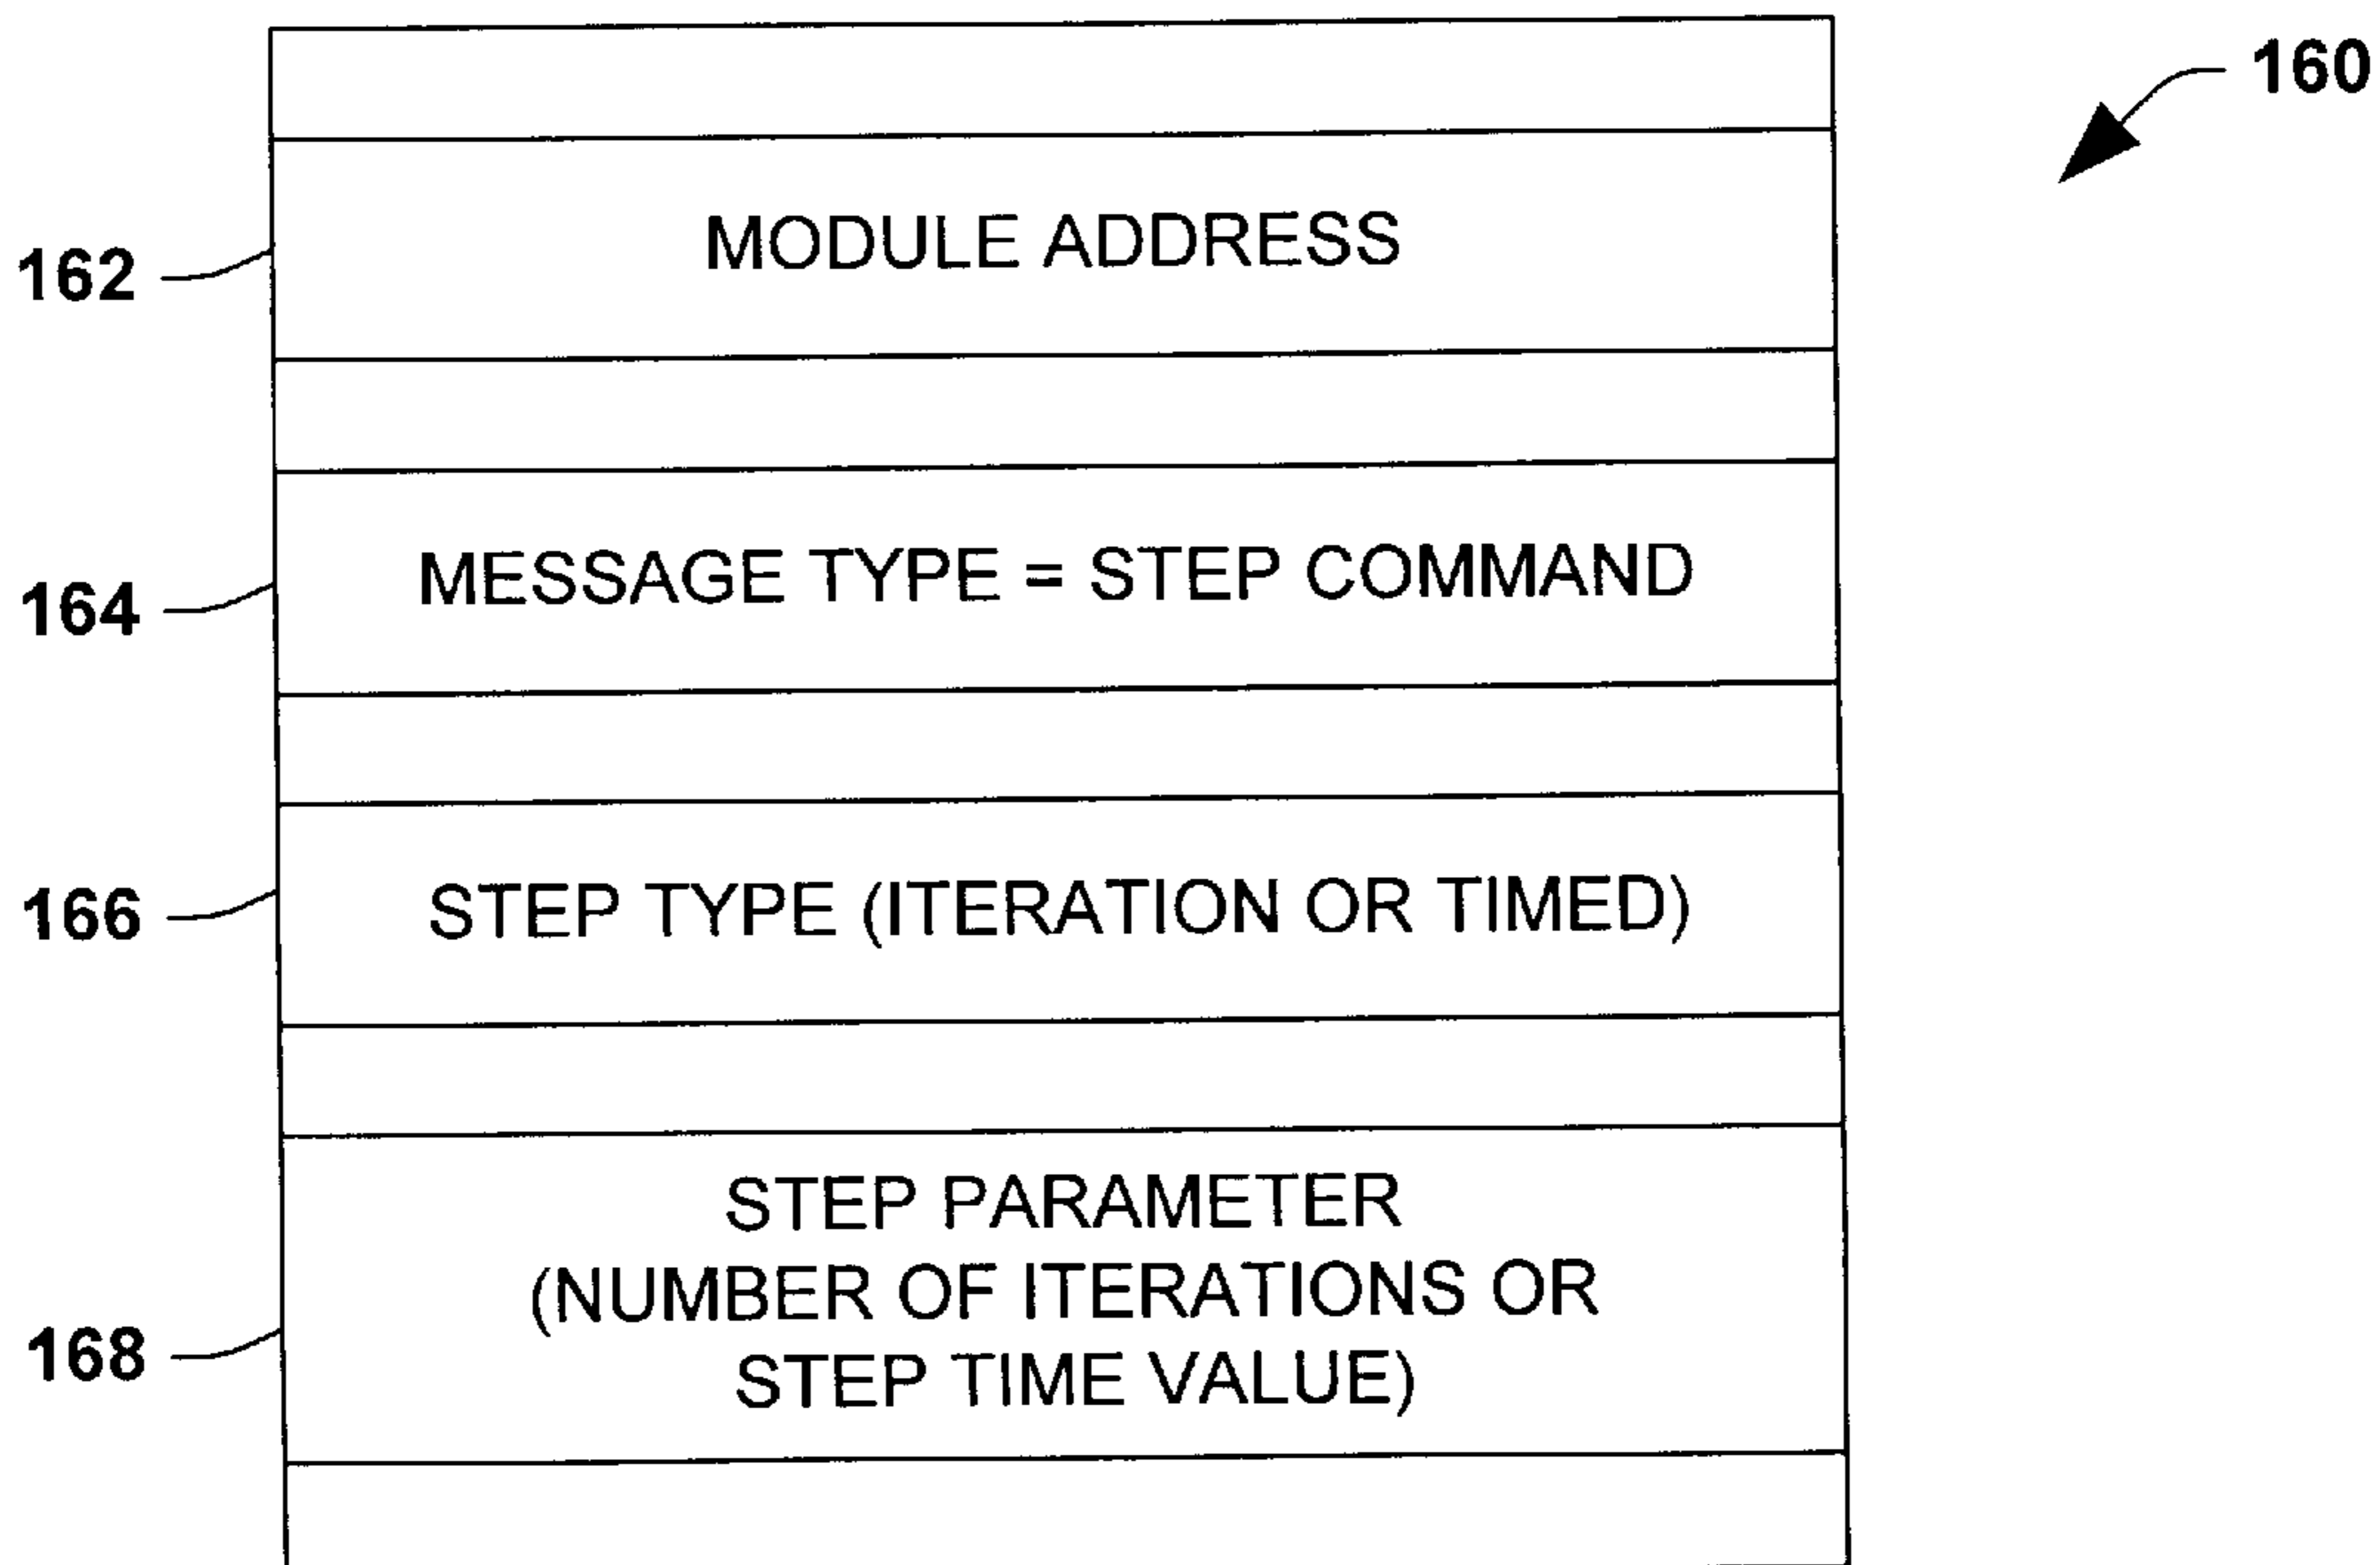 160
162
MODULE ADDRESS
164
MESSAGE TYPE = STEP COMMAND
166
STEP TYPE (ITERATION OR TIMED)
168
STEP PARAMETER
(NUMBER OF ITERATIONS OR
STEP TIME VALUE)